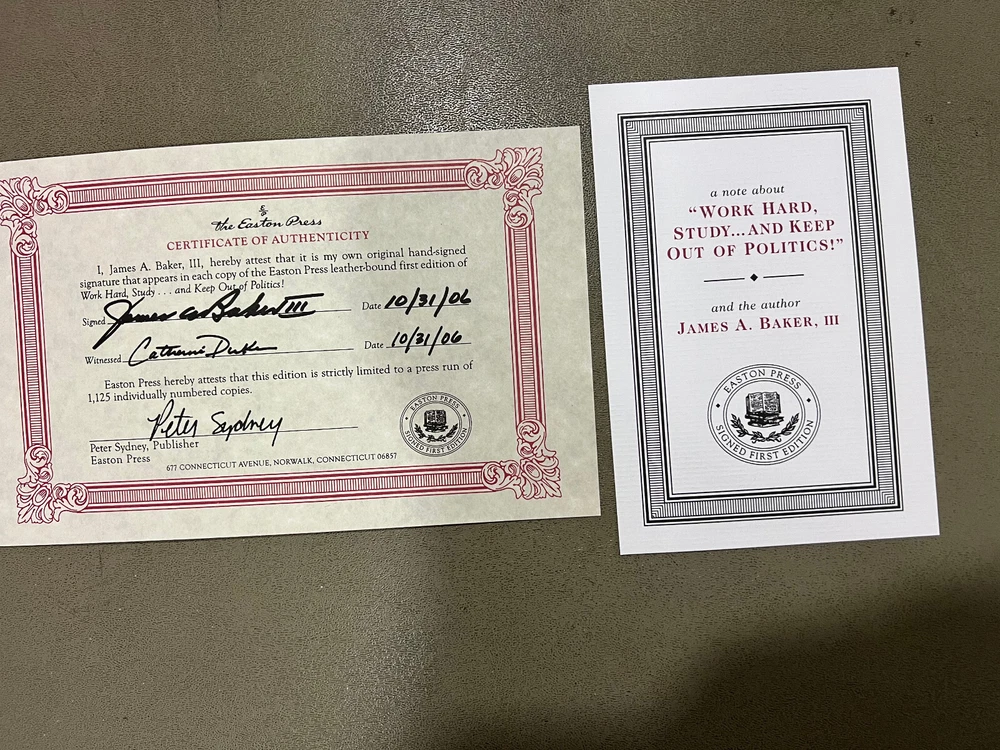 the Easton Press
CERTIFICATE OF AUTHENTICITY
I, James A. Baker, III, hereby attest that it is my own original hand-signed
signature that appears in each copy of the Easton Press leather-bound first edition of
Work Hard, Study . . . and Keep Out of Politics!
Signed James A Baker III Date 10/31/06
Witnessed Date 10/31/06
Easton Press hereby attests that this edition is strictly limited to a press run of
1,125 individually numbered copies.
Peter Sydney
Peter Sydney, Publisher
Easton Press
677 CONNECTICUT AVENUE, NORWALK, CONNECTICUT 06857
EASTON PRESS
SIGNED FIRST EDITION
a note about
“WORK HARD,
STUDY...AND KEEP
OUT OF POLITICS!”
and the author
JAMES A. BAKER, III
EASTON PRESS
SIGNED FIRST EDITION